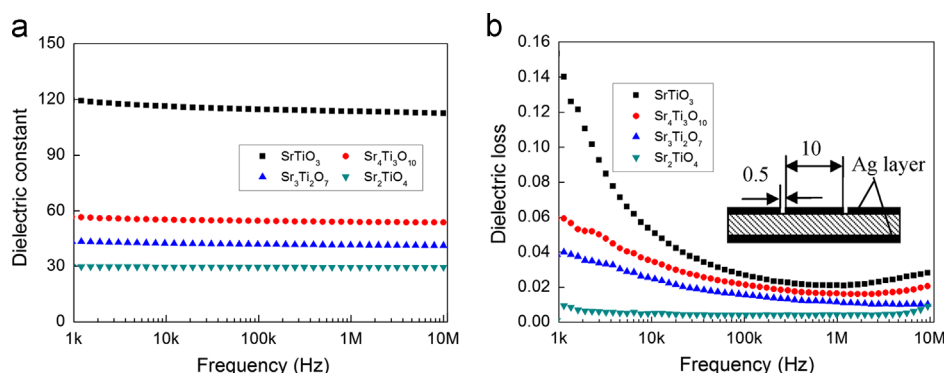 a
Dielectric constant
150
120
90
60
30
0
SrTiO₃ Sr₄Ti₃O₁₀
Sr₃Ti₂O₇ Sr₂TiO₄
1k 10k 100k 1M 10M
Frequency (Hz)
b
Dielectric loss
0.16
0.14
0.12
0.10
0.08
0.06
0.04
0.02
0.00
SrTiO₃
Sr₄Ti₃O₁₀
Sr₃Ti₂O₇
Sr₂TiO₄
10
0.5
Ag layer
1k 10k 100k 1M 10M
Frequency (Hz)